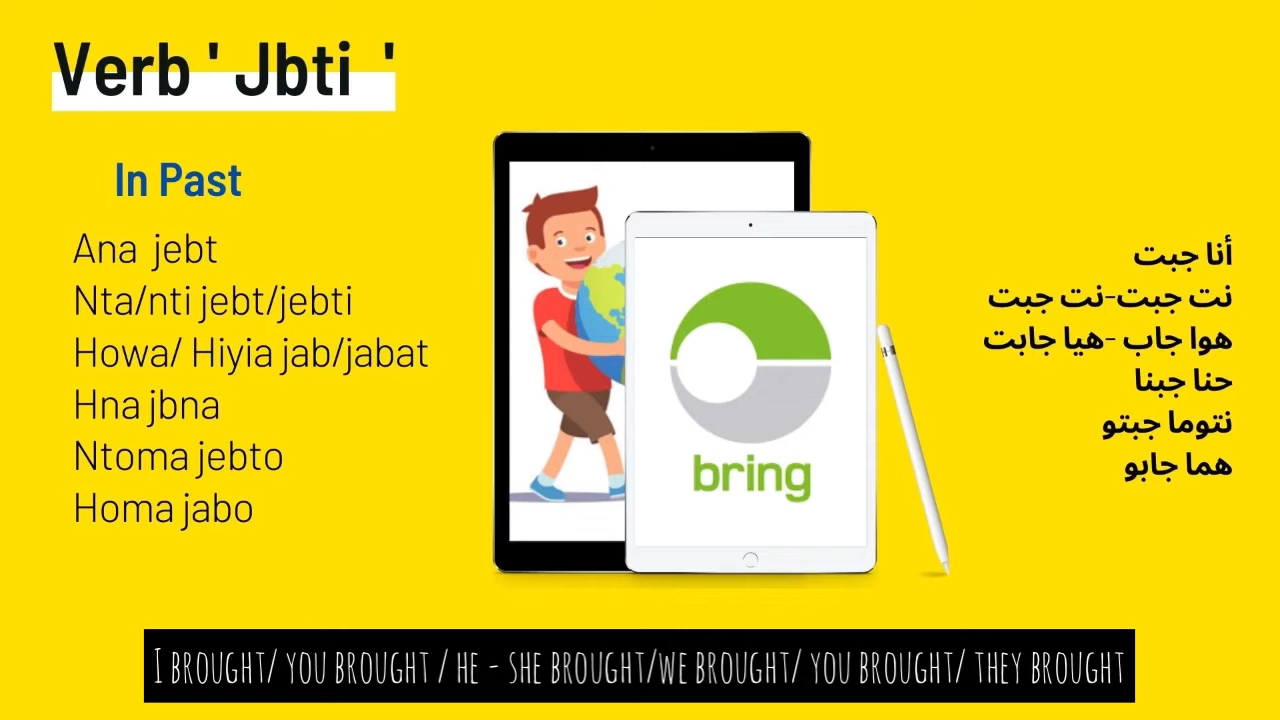 Verb ' Jbti '
In Past
Ana jebt
Nta/nti jebt/jebti
Howa/ Hiyia jab/jabat
Hna jbna
Ntoma jebto
Homa jabo
bring
أنا جبت
نت جبت-نت جبت
هوا جاب -هيا جابت
حنا جبنا
نتوما جبتو
هما جابو
I BROUGHT/ YOU BROUGHT / HE - SHE BROUGHT/WE BROUGHT/ YOU BROUGHT/ THEY BROUGHT